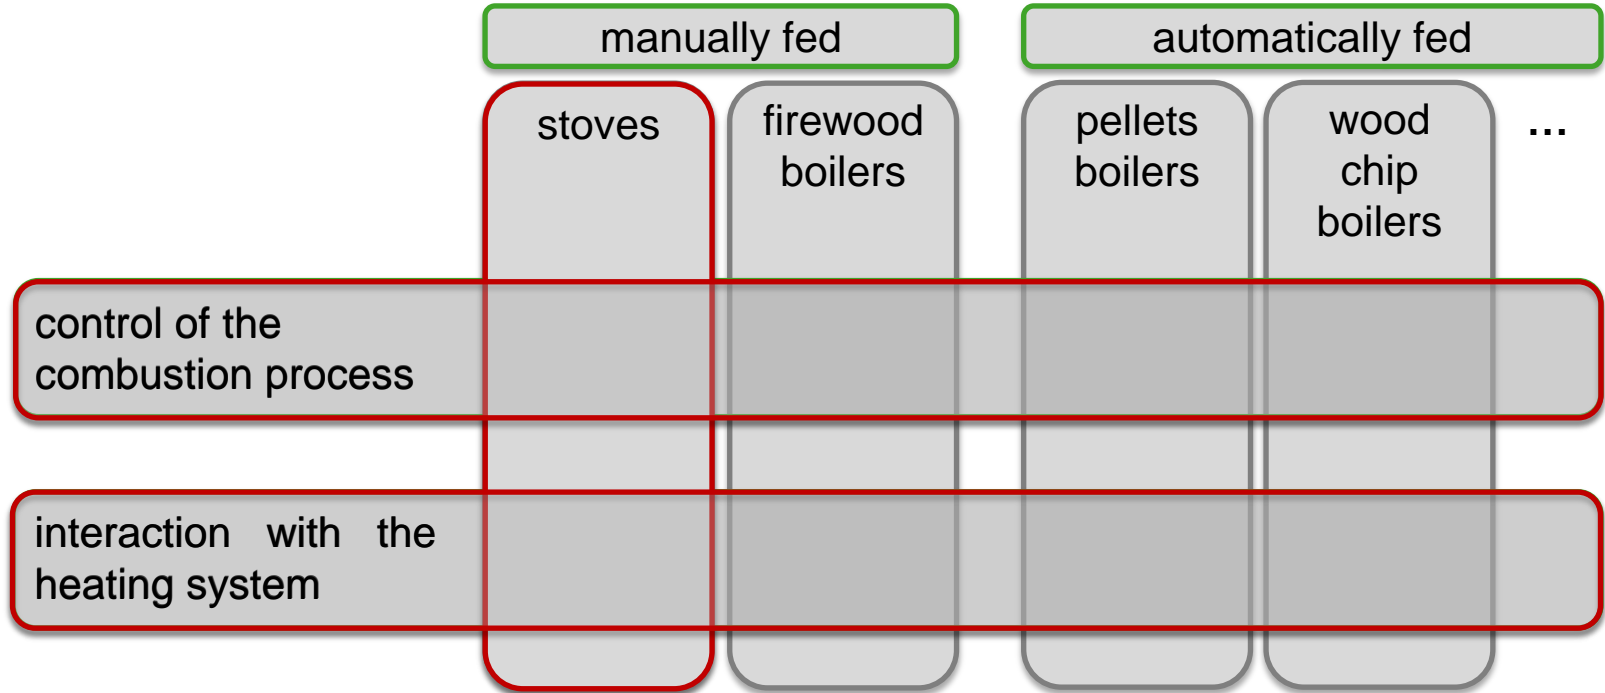 manually fed
automatically fed
stoves
firewood
boilers
pellets
boilers
wood
chip
boilers
...
control of the
combustion process
interaction with the
heating system